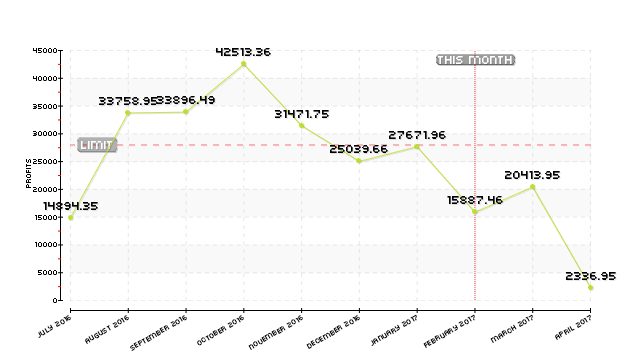 42513.36
45000
THIS MONTH
40000
33758.95
33896.49
35000
31471.75
30000
LIMIT
27671.96
25039.66
25000
PROFITS
20000
20413.95
14894.35
15887.46
15000
10000
5000
2336.95
0
JULY 2016
AUGUST 2016
SEPTEMBER 2016
OCTOBER 2016
NOVEMBER 2016
DECEMBER 2016
JANUARY 2017
FEBRUARY 2017
MARCH 2017
APRIL 2017